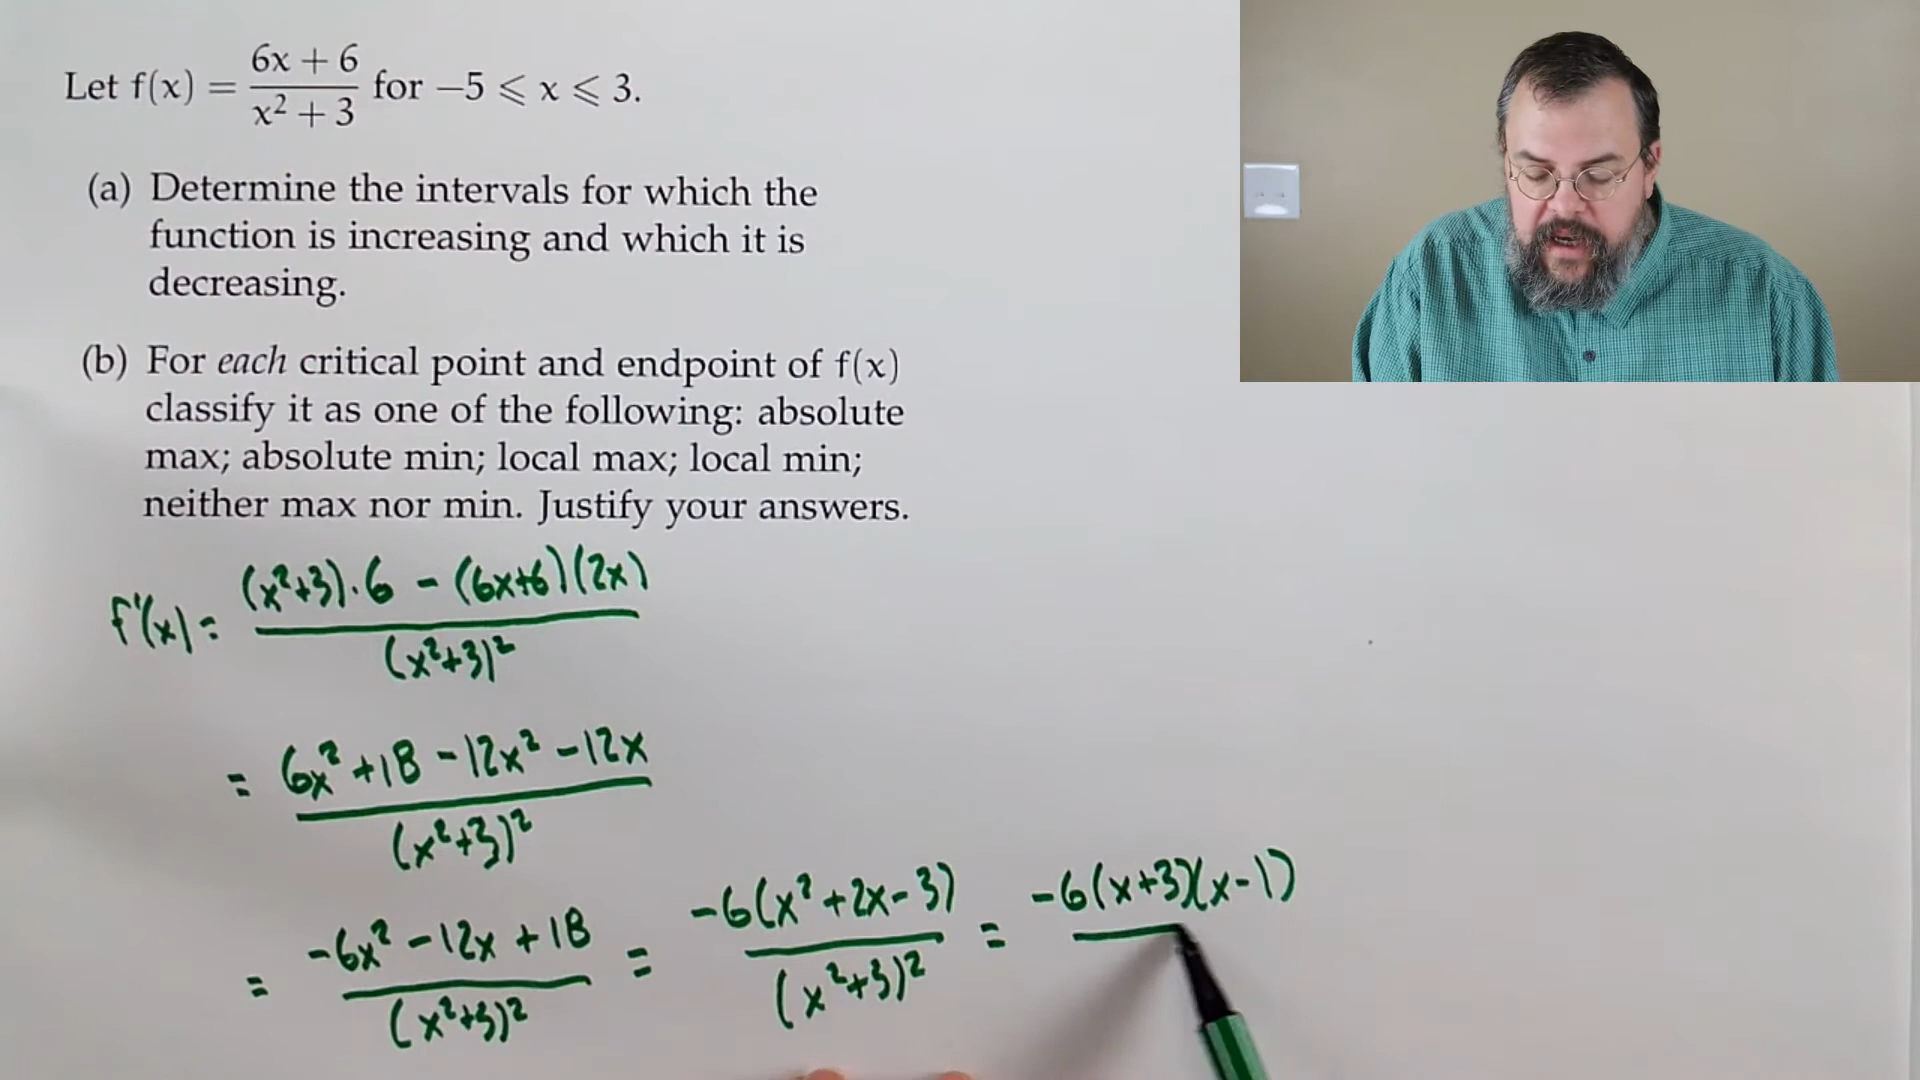 Let f(x) = (6x + 6)/(x² + 3) for −5 ⩽ x ⩽ 3.
(a) Determine the intervals for which the
function is increasing and which it is
decreasing.
(b) For each critical point and endpoint of f(x)
classify it as one of the following: absolute
max; absolute min; local max; local min;
neither max nor min. Justify your answers.
f'(x) = ((x²+3)·6 − (6x+6)(2x))/(x²+3)²
= (6x²+18−12x²−12x)/(x²+3)²
= (−6x²−12x+18)/(x²+3)² = −6(x²+2x−3)/(x²+3)² = −6(x+3)(x−1)